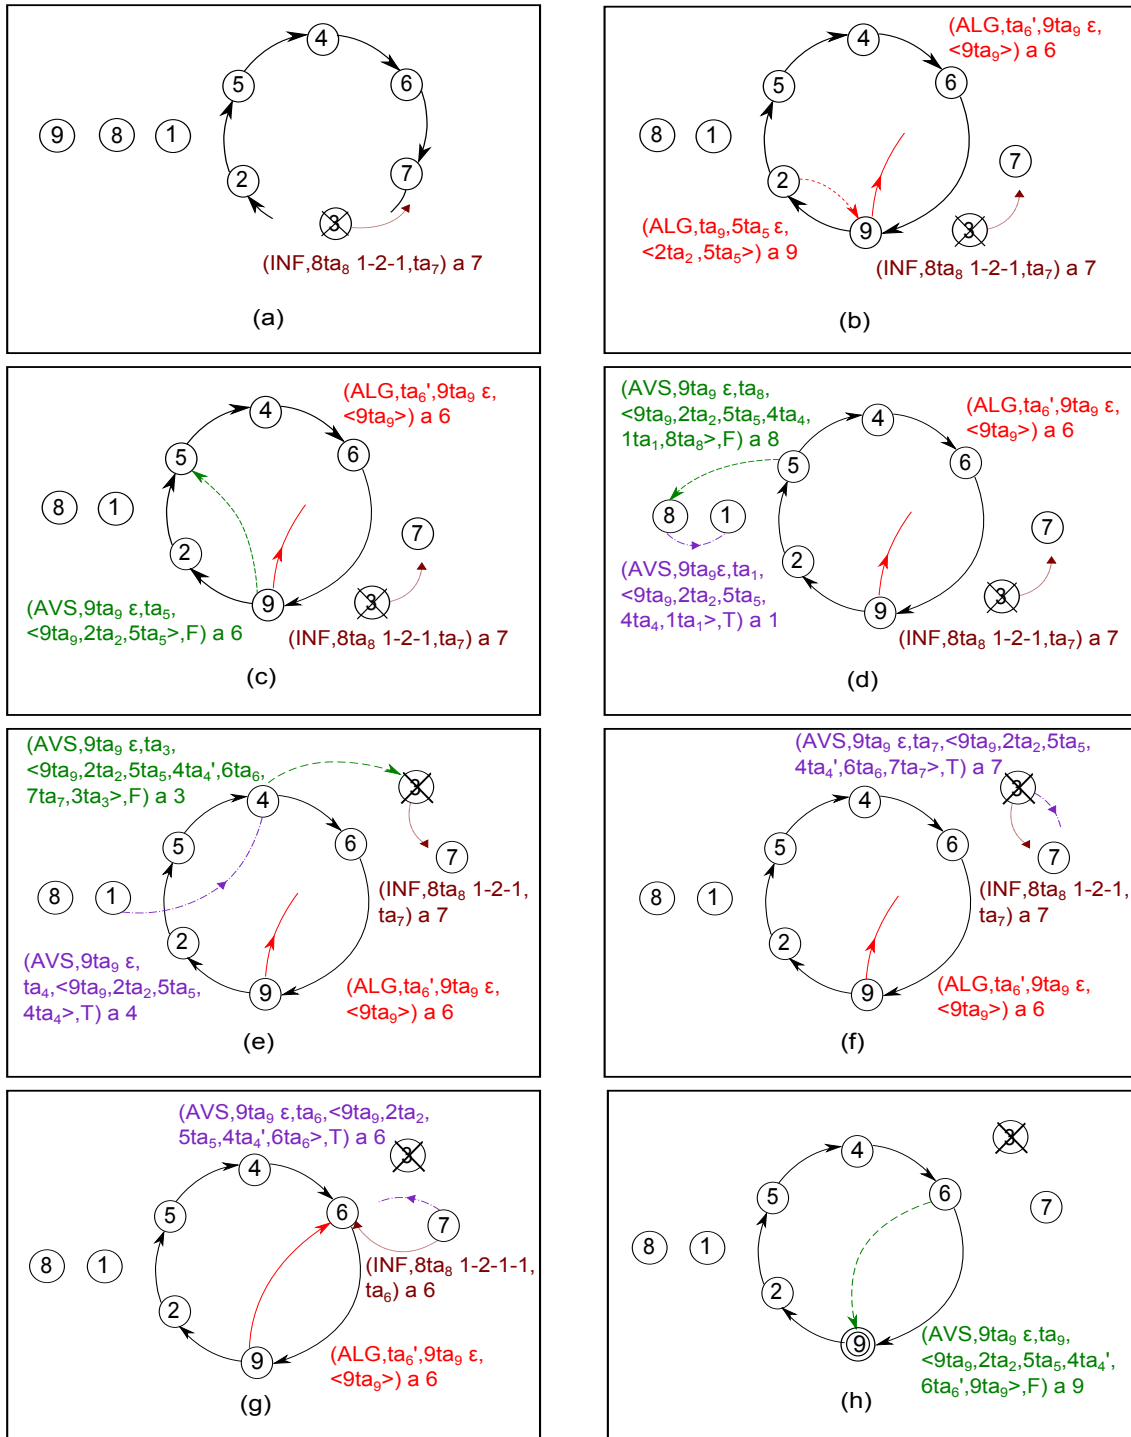 4
6
5
9 8 1
2
7
3
(INF,8ta₈ 1-2-1,ta₇) a 7
(a)
(ALG,ta₆',9ta₉ ε,
<9ta₉>) a 6
4
6
5
8 1
7
2
9
3
(ALG,ta₉,5ta₅ ε,
<2ta₂ ,5ta₅>) a 9
(INF,8ta₈ 1-2-1,ta₇) a 7
(b)
(ALG,ta₆',9ta₉ ε,
<9ta₉>) a 6
4
6
5
8 1
7
2
9
3
(AVS,9ta₉ ε,ta₅,
<9ta₉,2ta₂,5ta₅>,F) a 6
(INF,8ta₈ 1-2-1,ta₇) a 7
(c)
(AVS,9ta₉ ε,ta₈,
<9ta₉,2ta₂,5ta₅,4ta₄,
1ta₁,8ta₈>,F) a 8
(ALG,ta₆',9ta₉ ε,
<9ta₉>) a 6
4
6
5
8 1
7
2
9
3
(AVS,9ta₉ε,ta₁,
<9ta₉,2ta₂,5ta₅,
4ta₄,1ta₁>,T) a 1
(INF,8ta₈ 1-2-1,ta₇) a 7
(d)
(AVS,9ta₉ ε,ta₃,
<9ta₉,2ta₂,5ta₅,4ta₄',6ta₆,
7ta₇,3ta₃>,F) a 3
3
4
6
5
7
8 1
2
9
(INF,8ta₈ 1-2-1,
ta₇) a 7
(AVS,9ta₉ ε,
ta₄,<9ta₉,2ta₂,5ta₅,
4ta₄>,T) a 4
(ALG,ta₆',9ta₉ ε,
<9ta₉>) a 6
(e)
(AVS,9ta₉ ε,ta₇,<9ta₉,2ta₂,5ta₅,
4ta₄',6ta₆,7ta₇>,T) a 7
3
4
6
5
7
8 1
2
9
(INF,8ta₈ 1-2-1,
ta₇) a 7
(ALG,ta₆',9ta₉ ε,
<9ta₉>) a 6
(f)
(AVS,9ta₉ ε,ta₆,<9ta₉,2ta₂,
5ta₅,4ta₄',6ta₆>,T) a 6
3
4
6
5
7
8 1
2
9
(INF,8ta₈ 1-2-1-1,
ta₆) a 6
(ALG,ta₆',9ta₉ ε,
<9ta₉>) a 6
(g)
3
4
6
5
7
8 1
2
9
(AVS,9ta₉ ε,ta₉,
<9ta₉,2ta₂,5ta₅,4ta₄',
6ta₆',9ta₉>,F) a 9
(h)